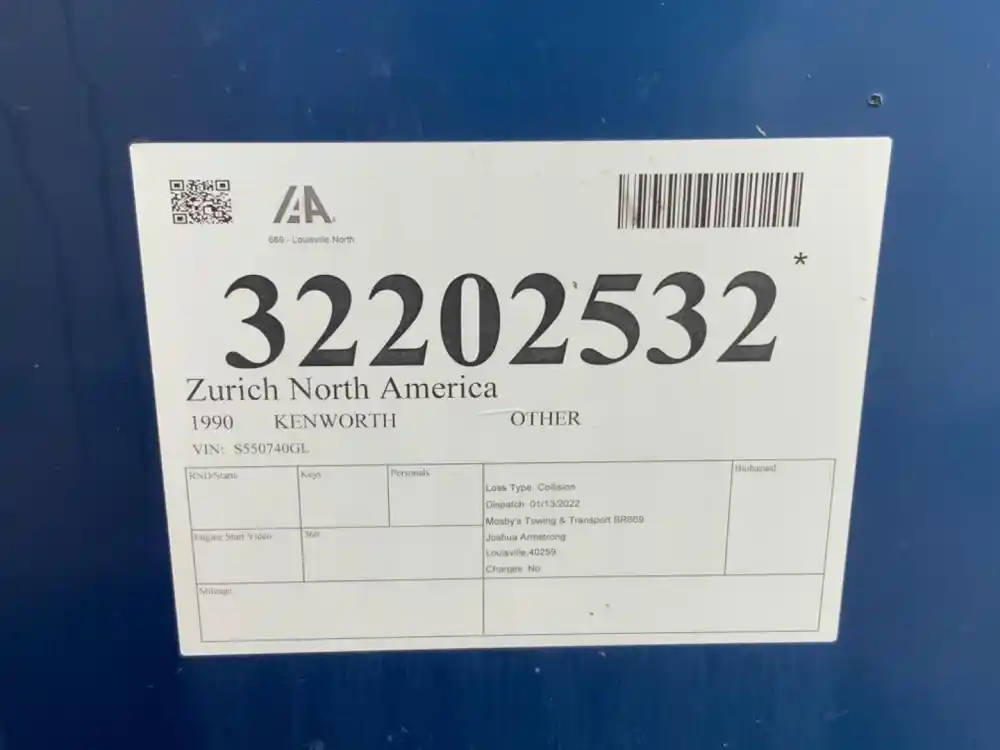 IAA
669 - Louisville North
32202532*
Zurich North America
1990 KENWORTH OTHER
VIN: S550740GL
RND/Starts Keys Personals Biohazard
Loss Type: Collision
Dispatch: 01/13/2022
Mosby's Towing & Transport BR669
Engine Start Video 360
Joshua Armstrong
Louisville,40259
Charges: No
Mileage